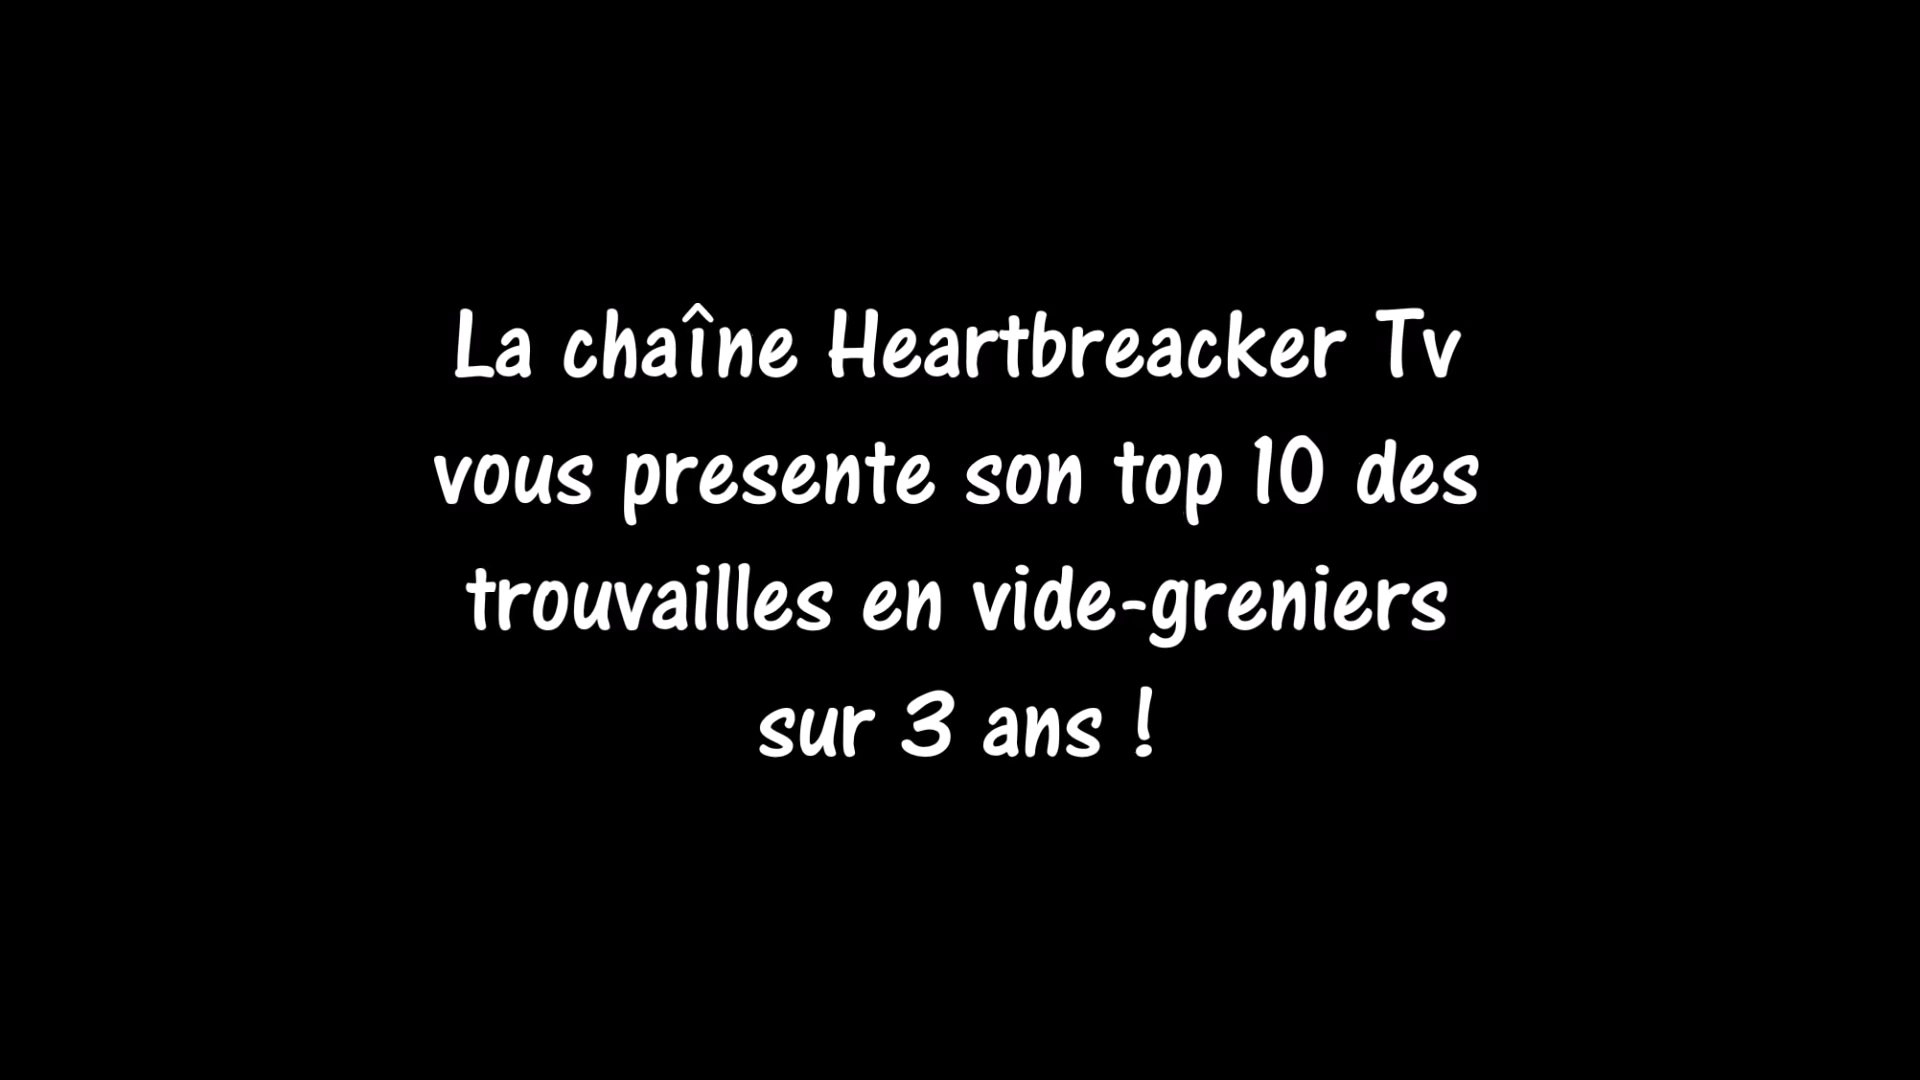 La chaîne Heartbreacker Tv
vous presente son top 10 des
trouvailles en vide-greniers
sur 3 ans !